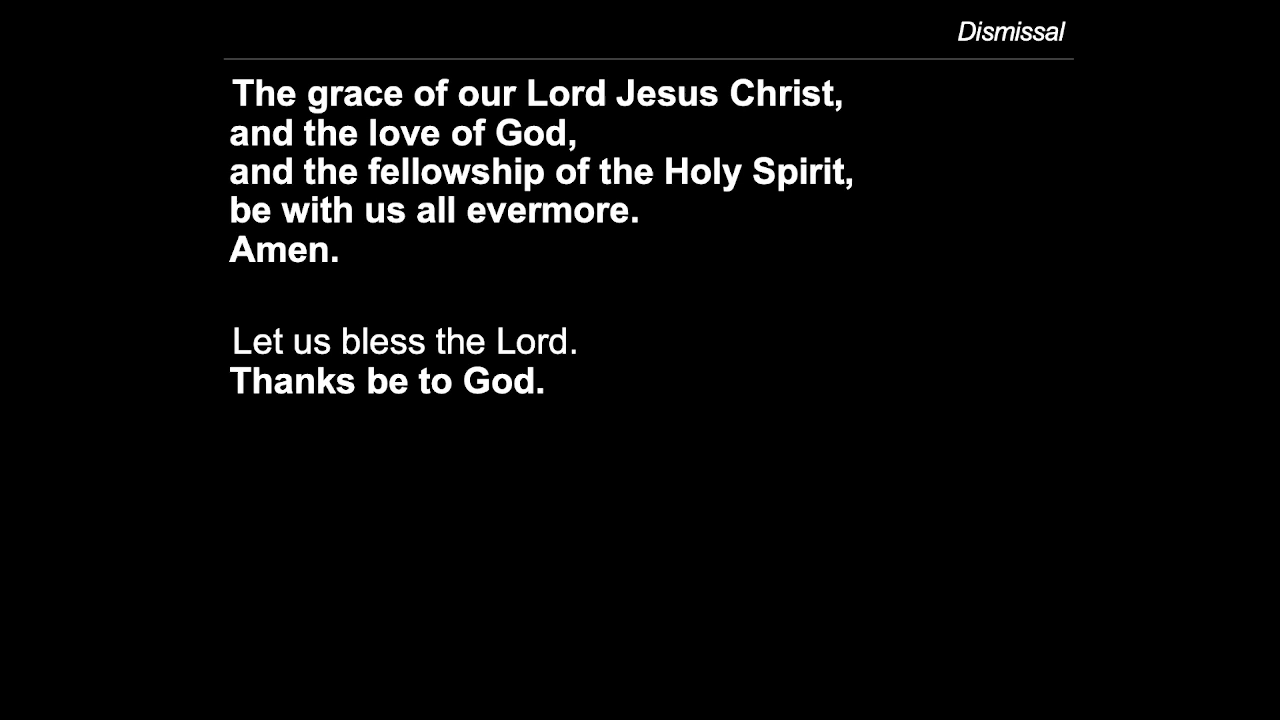 Dismissal
The grace of our Lord Jesus Christ,
and the love of God,
and the fellowship of the Holy Spirit,
be with us all evermore.
Amen.
Let us bless the Lord.
Thanks be to God.